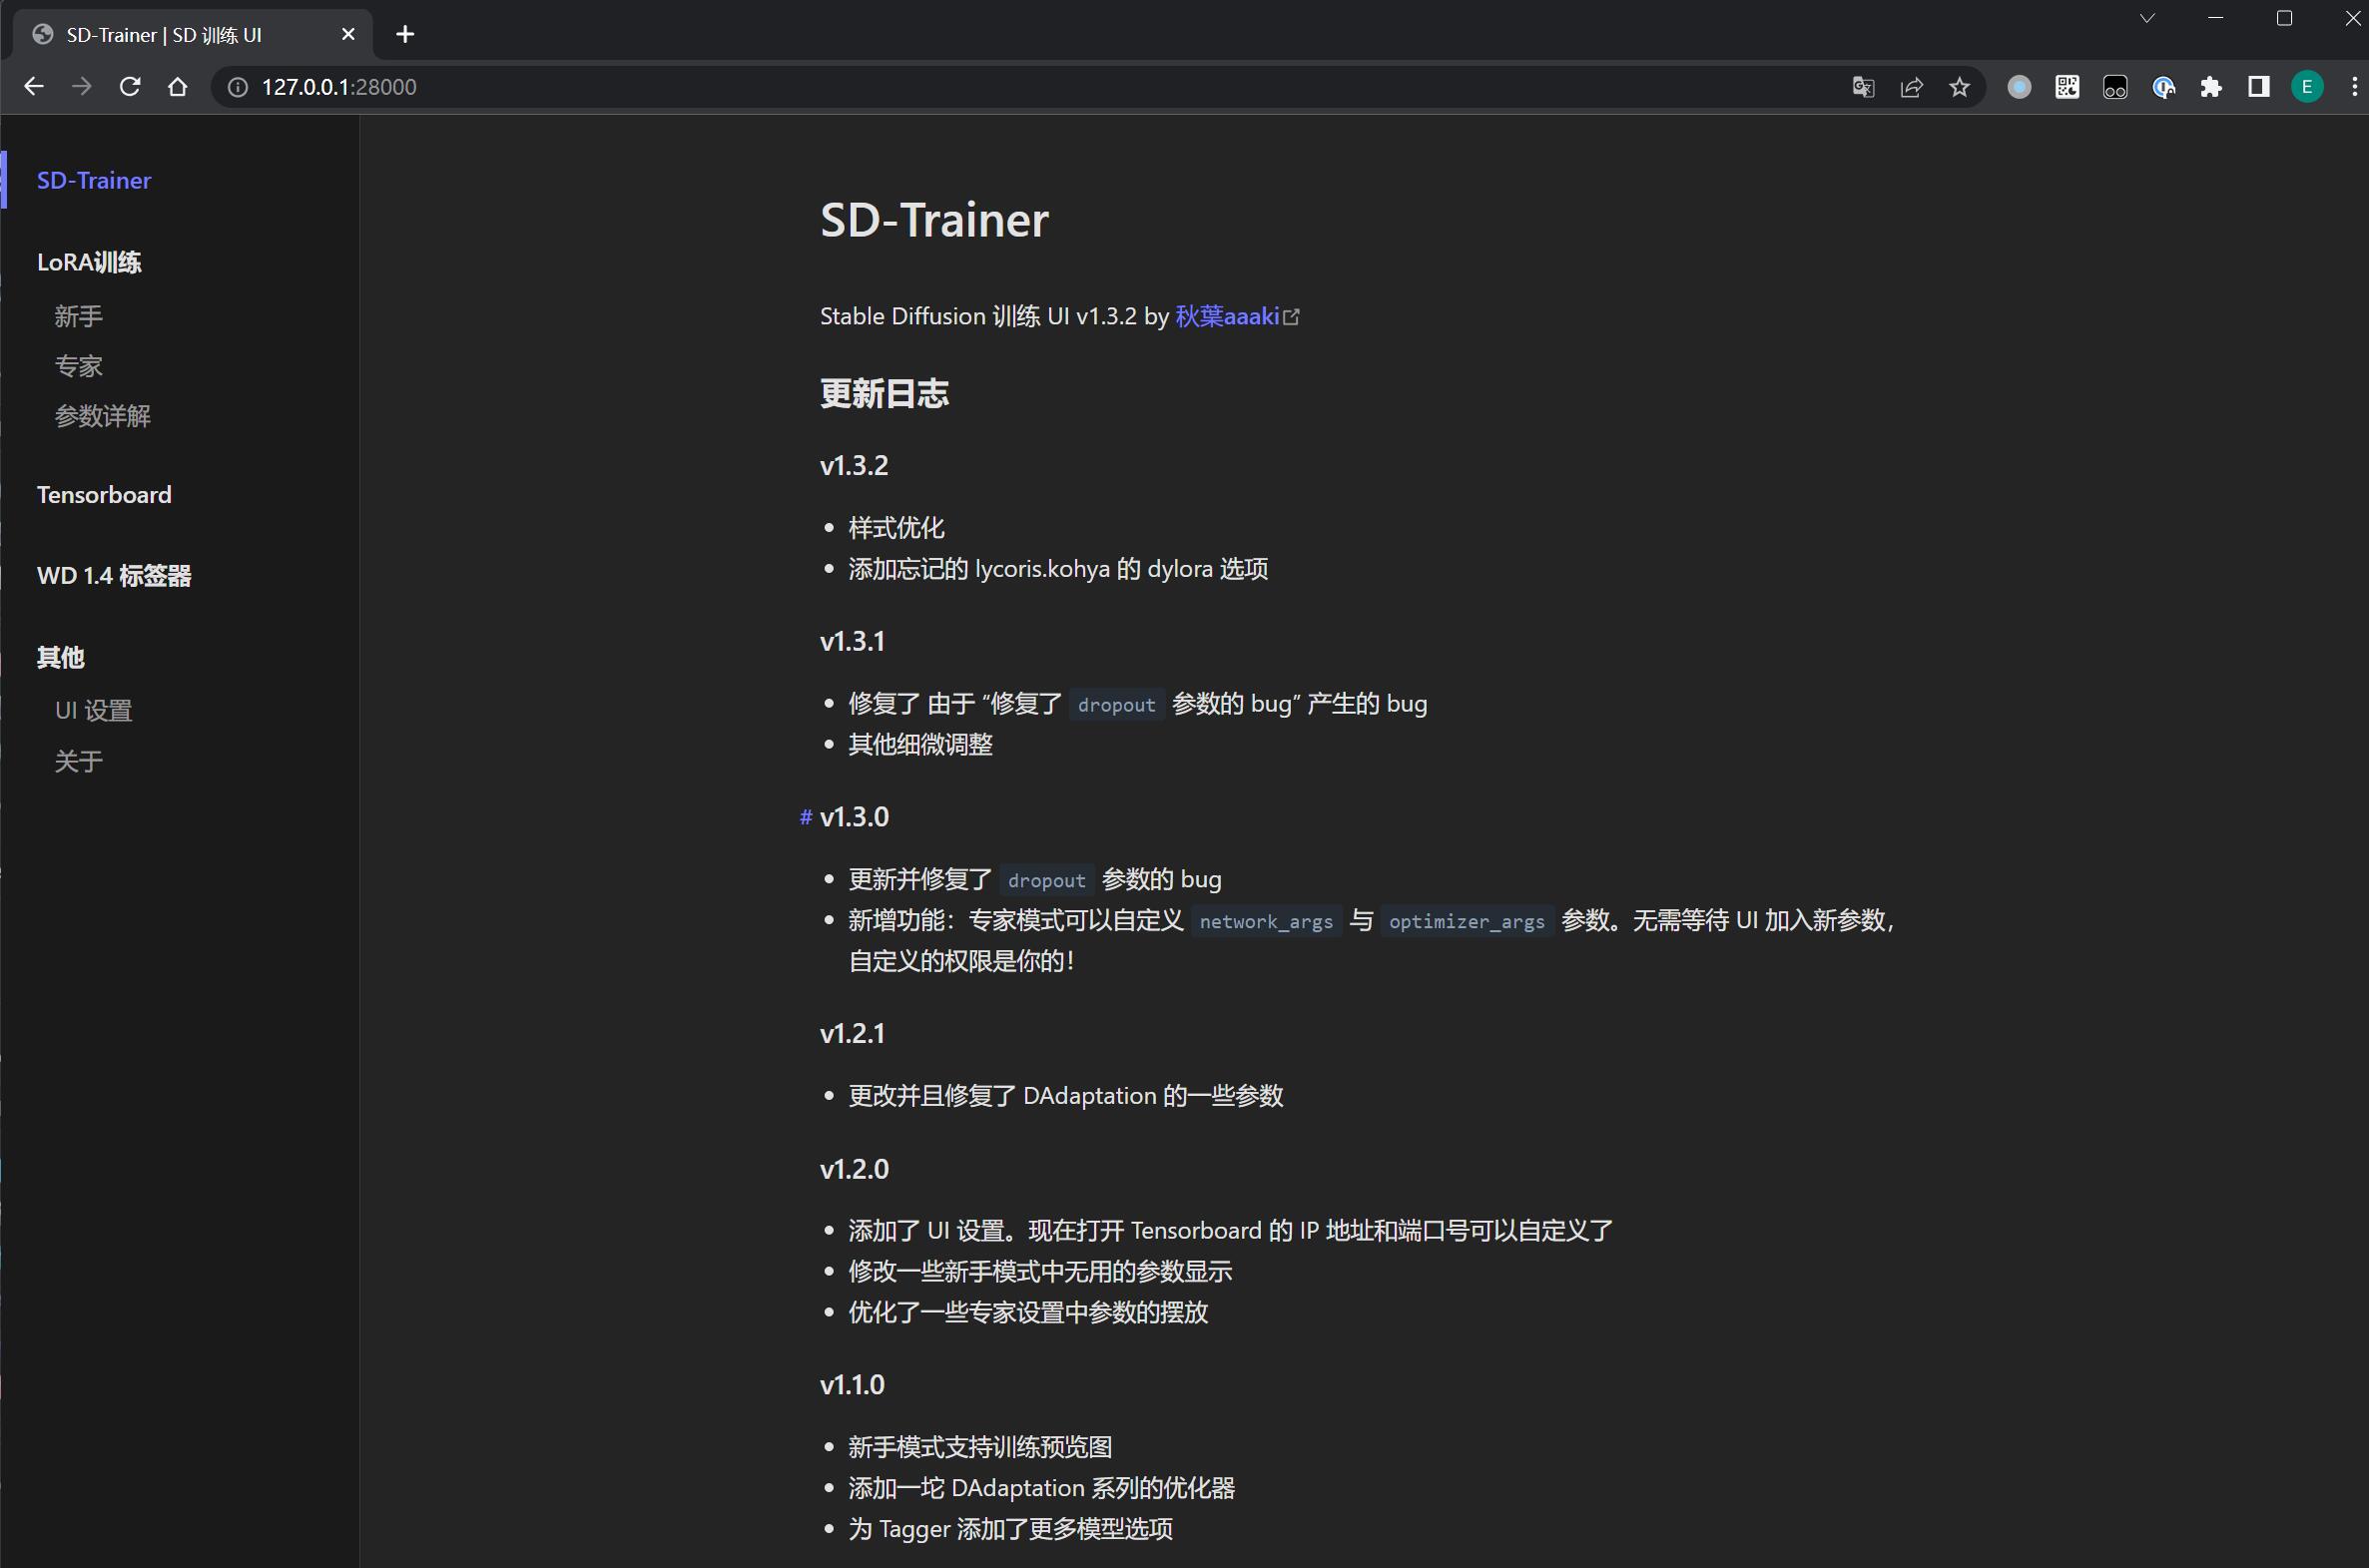 SD-Trainer | SD 训练 UI
127.0.0.1:28000
E
SD-Trainer
LoRA训练
新手
专家
参数详解
Tensorboard
WD 1.4 标签器
其他
UI 设置
关于
SD-Trainer
Stable Diffusion 训练 UI v1.3.2 by 秋葉aaaki
更新日志
v1.3.2
样式优化
添加忘记的 lycoris.kohya 的 dylora 选项
v1.3.1
修复了 由于 “修复了 dropout 参数的 bug” 产生的 bug
其他细微调整
# v1.3.0
更新并修复了 dropout 参数的 bug
新增功能：专家模式可以自定义 network_args 与 optimizer_args 参数。无需等待 UI 加入新参数，
自定义的权限是你的！
v1.2.1
更改并且修复了 DAdaptation 的一些参数
v1.2.0
添加了 UI 设置。现在打开 Tensorboard 的 IP 地址和端口号可以自定义了
修改一些新手模式中无用的参数显示
优化了一些专家设置中参数的摆放
v1.1.0
新手模式支持训练预览图
添加一坨 DAdaptation 系列的优化器
为 Tagger 添加了更多模型选项